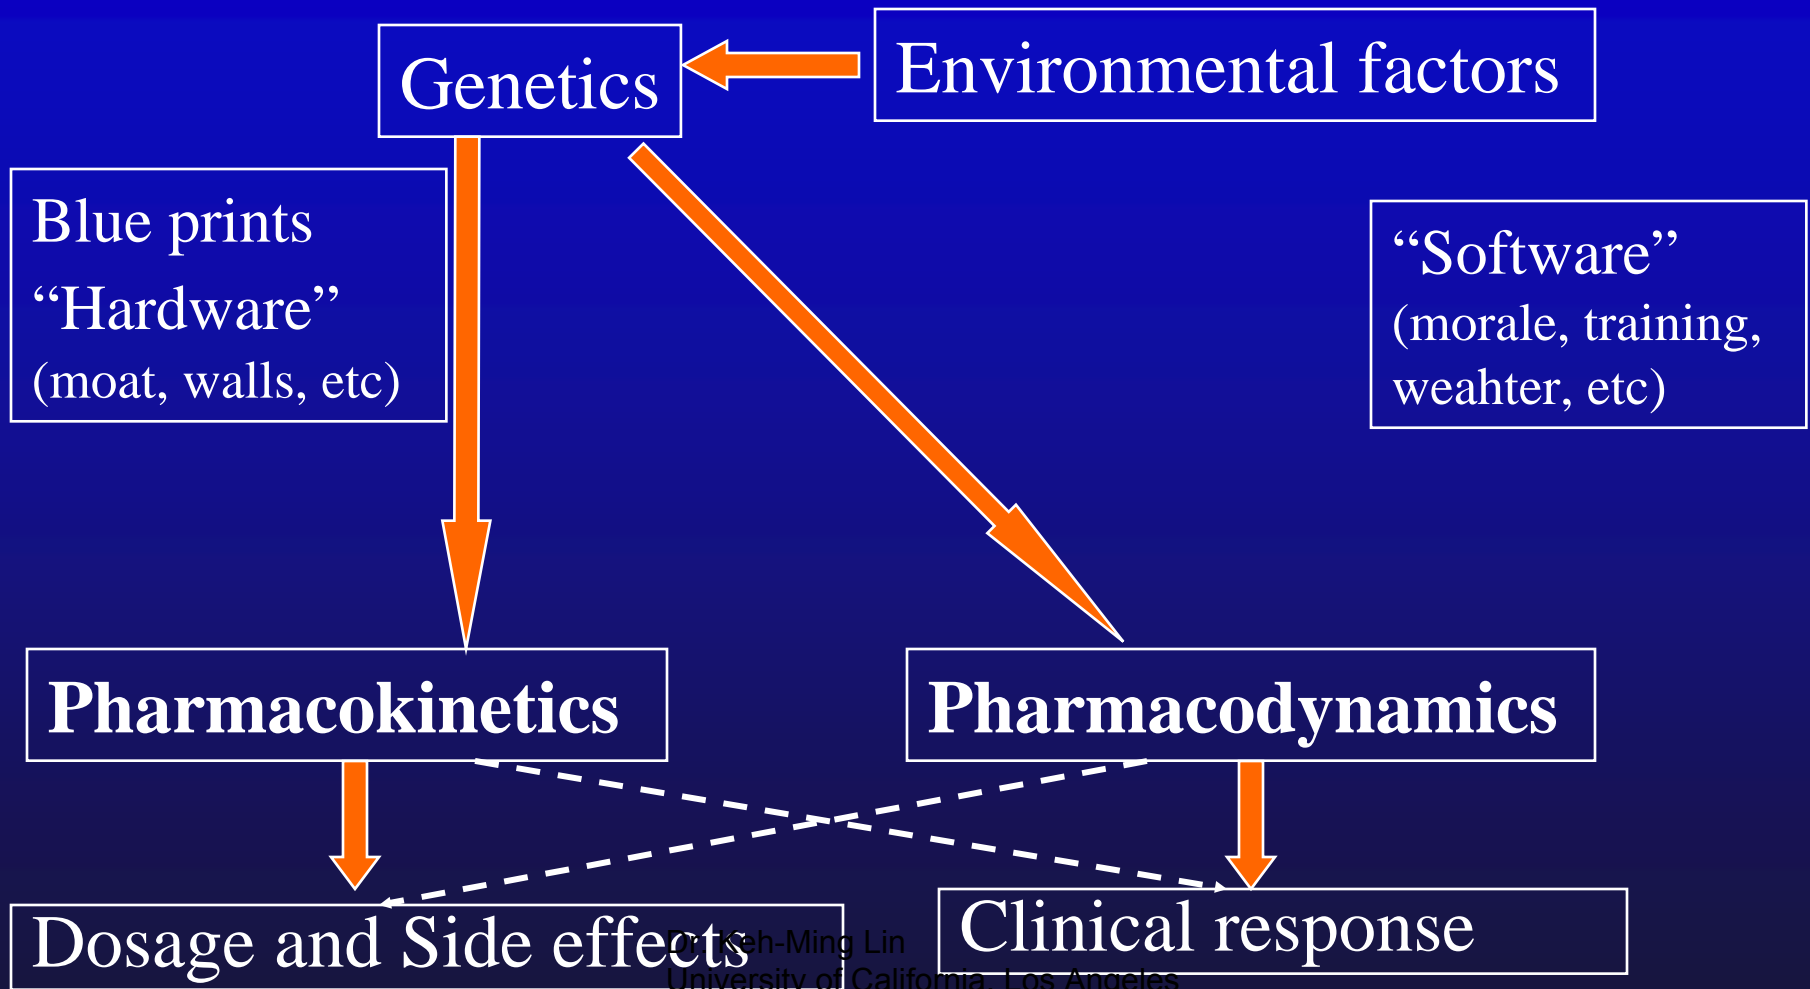 Genetics
Environmental factors
Blue prints
“Hardware”
(moat, walls, etc)
“Software”
(morale, training,
weahter, etc)
Pharmacokinetics
Pharmacodynamics
Dosage and Side effects
Clinical response
Dr. Keh-Ming Lin
University of California, Los Angeles